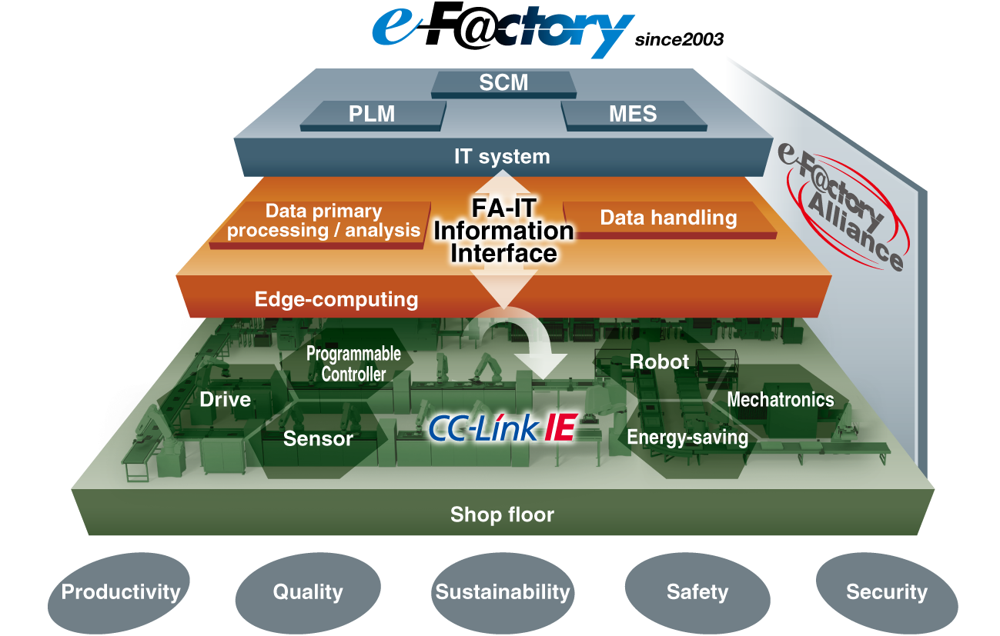 e-F@ctory since2003
SCM
PLM
MES
IT system
e-F@ctory
Alliance
Data primary
processing / analysis
FA-IT
Information
Interface
Data handling
Edge-computing
Programmable
Controller
Robot
Drive
Mechatronics
Sensor
CC-Link IE
Energy-saving
Shop floor
Productivity
Quality
Sustainability
Safety
Security